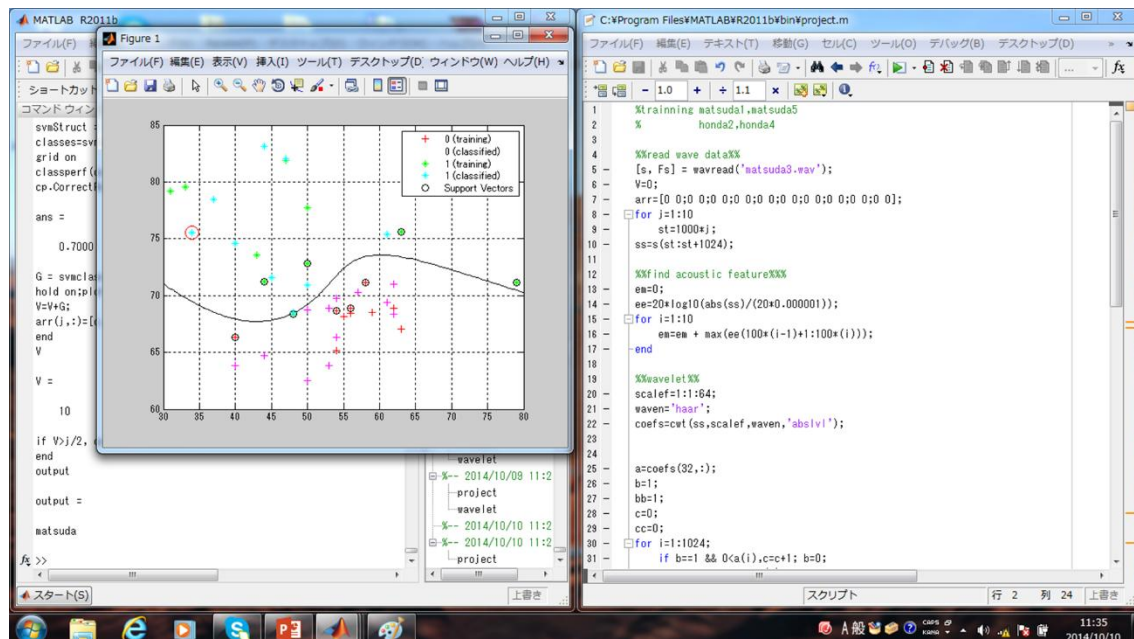 MATLAB R2011b
ファイル(F)
Figure 1
ファイル(F) 編集(E) 表示(V) 挿入(I) ツール(T) デスクトップ(D ウィンドウ(W) ヘルプ(H)
ショートカット
コマンド ウィン
svmStruct =
classes=svm
grid on
classperf(c
cp.CorrectR
ans =
0.7000
G = svmclas
hold on;plo
V=V+G;
arr(j,:)=[e
end
V
V =
10
if V>j/2,
end
output
output =
matsuda
fx >>
85
80
75
70
65
60
30 35 40 45 50 55 60 65 70 75 80
0 (training)
0 (classified)
1 (training)
1 (classified)
Support Vectors
wavelet
%-- 2014/10/09 11:2
project
wavelet
%-- 2014/10/10 11:2
%-- 2014/10/10 11:2
project
スタート(S)
上書き
C:¥Program Files¥MATLAB¥R2011b¥bin¥project.m
ファイル(F) 編集(E) テキスト(T) 移動(G) セル(C) ツール(O) デバッグ(B) デスクトップ(D)
− 1.0 + ÷ 1.1 ×
1 %trainning matsuda1,matsuda5
2 % honda2,honda4
3
4 %%read wave data%%
5 − [s, Fs] = wavread('matsuda3.wav');
6 − V=0;
7 − arr=[0 0;0 0;0 0;0 0;0 0;0 0;0 0;0 0;0 0;0 0];
8 − for j=1:10
9 − st=1000*j;
10 − ss=s(st:st+1024);
11
12 %%find acoustic feature%%%
13 − em=0;
14 − ee=20*log10(abs(ss)/(20*0.000001));
15 − for i=1:10
16 − em=em + max(ee(100*(i-1)+1:100*(i)));
17 − end
18
19 %%wavelet%%
20 − scalef=1:1:64;
21 − waven='haar';
22 − coefs=cwt(ss,scalef,waven,'abslvl');
23
24
25 − a=coefs(32,:);
26 − b=1;
27 − bb=1;
28 − c=0;
29 − cc=0;
30 − for i=1:1024;
31 − if b==1 && 0<a(i),c=c+1; b=0;
スクリプト
行 2 列 24
上書き
A 般
CAPS
KANA
11:35
2014/10/10